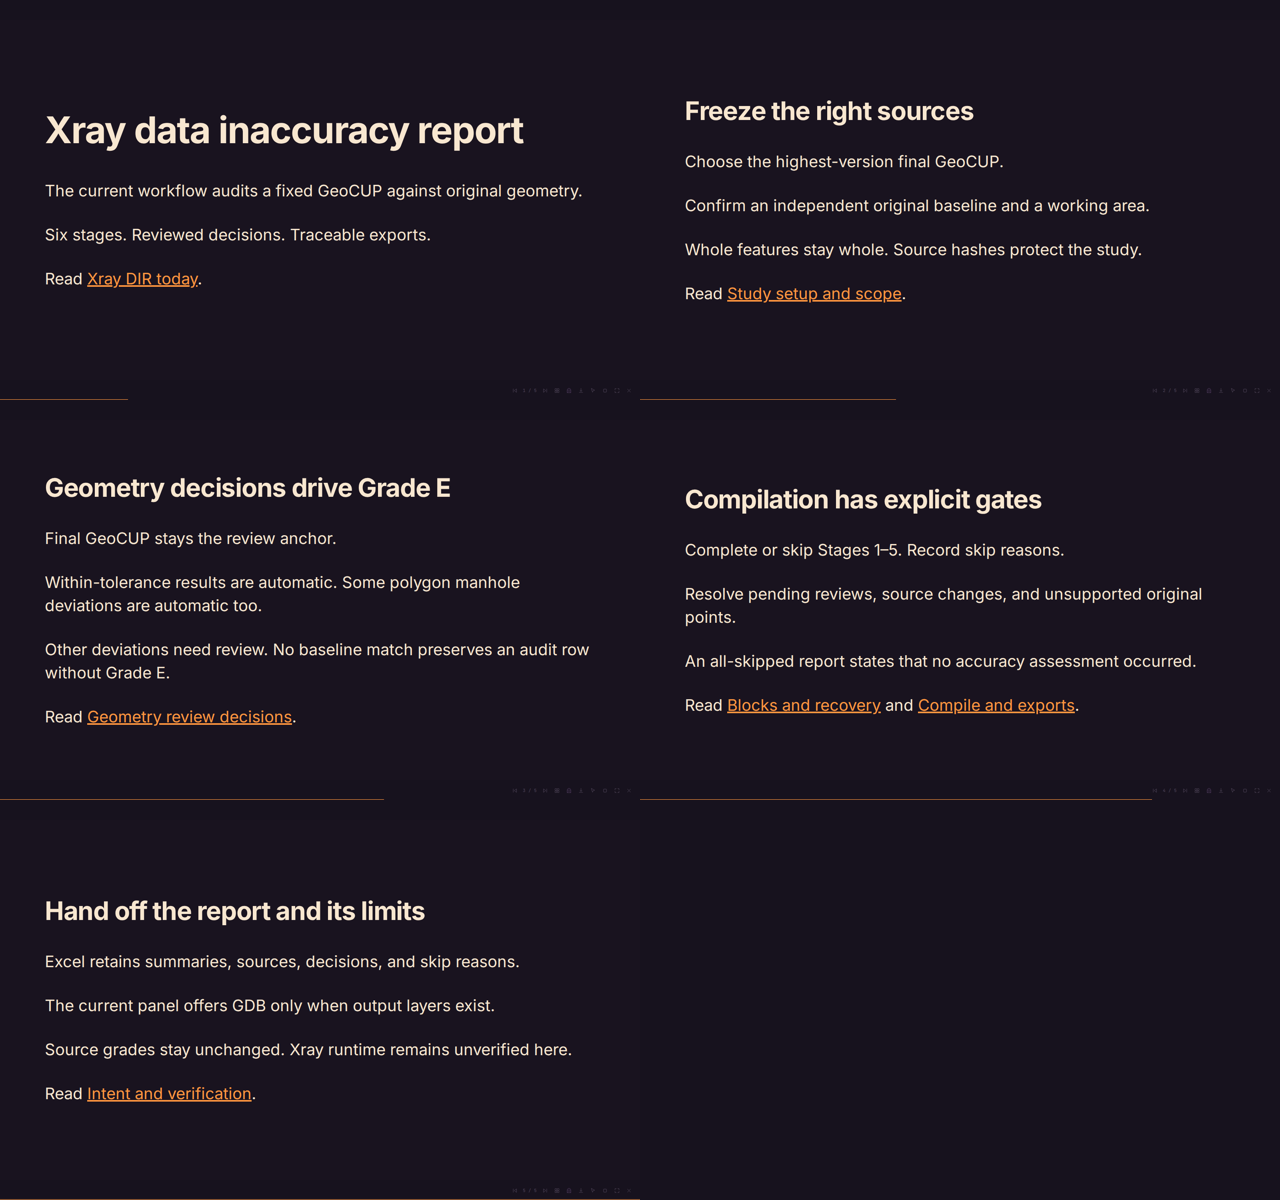 Xray data inaccuracy report
The current workflow audits a fixed GeoCUP against original geometry.
Six stages. Reviewed decisions. Traceable exports.
Read Xray DIR today.
Freeze the right sources
Choose the highest-version final GeoCUP.
Confirm an independent original baseline and a working area.
Whole features stay whole. Source hashes protect the study.
Read Study setup and scope.
Geometry decisions drive Grade E
Final GeoCUP stays the review anchor.
Within-tolerance results are automatic. Some polygon manhole
deviations are automatic too.
Other deviations need review. No baseline match preserves an audit row
without Grade E.
Read Geometry review decisions.
Compilation has explicit gates
Complete or skip Stages 1–5. Record skip reasons.
Resolve pending reviews, source changes, and unsupported original
points.
An all-skipped report states that no accuracy assessment occurred.
Read Blocks and recovery and Compile and exports.
Hand off the report and its limits
Excel retains summaries, sources, decisions, and skip reasons.
The current panel offers GDB only when output layers exist.
Source grades stay unchanged. Xray runtime remains unverified here.
Read Intent and verification.